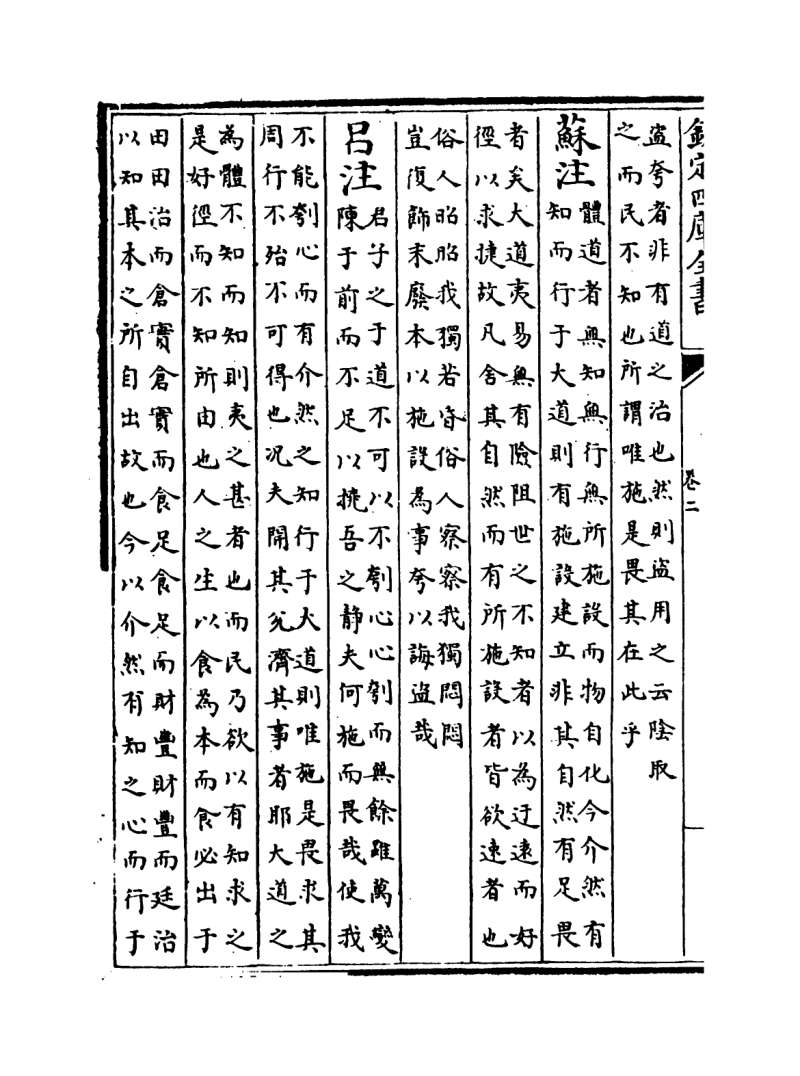 欽定四庫全書
卷二
盜夸者非有道之治也然則盜用之云陰取
之而民不知也所謂唯施是畏其在此乎
蘇注
體道者無知無行無所施設而物自化今介然有
知而行于大道則有施設建立非其自然有足畏
者矣大道夷易無有險阻世之不知者以為迂遠而好
徑以求捷故凡舍其自然而有所施設者皆欲速者也
俗人昭昭我獨若昏俗人察察我獨悶悶
豈復飾末廢本以施設為事夸以誨盜哉
呂注
君子之于道不可以不刳心心刳而無餘雖萬變
陳于前而不足以撓吾之靜夫何施而畏哉使我
不能刳心而有介然之知行于大道則唯施是畏求其
周行不殆不可得也况夫開其兊濟其事者耶大道之
為體不知而知則夷之甚者也而民乃欲以有知求之
是好徑而不知所由也人之生以食為本而食必出于
田田治而倉實倉實而食足食足而財豐財豐而廷治
以知其本之所自出故也今以介然有知之心而行于